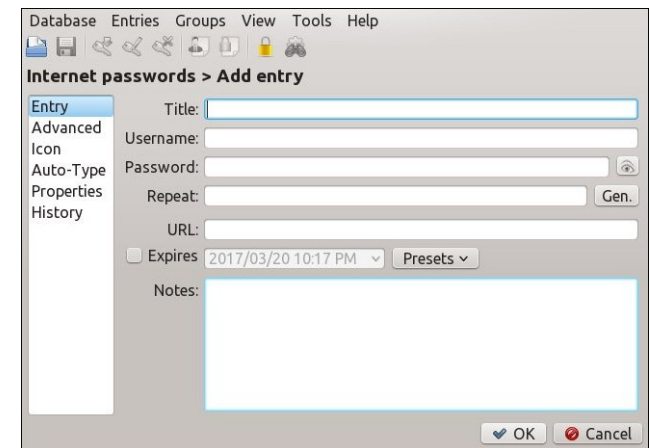 Database Entries Groups View Tools Help
Internet passwords > Add entry
Entry
Advanced
Icon
Auto-Type
Properties
History
Title:
Username:
Password:
Repeat:
Gen.
URL:
Expires 2017/03/20 10:17 PM Presets
Notes:
OK Cancel